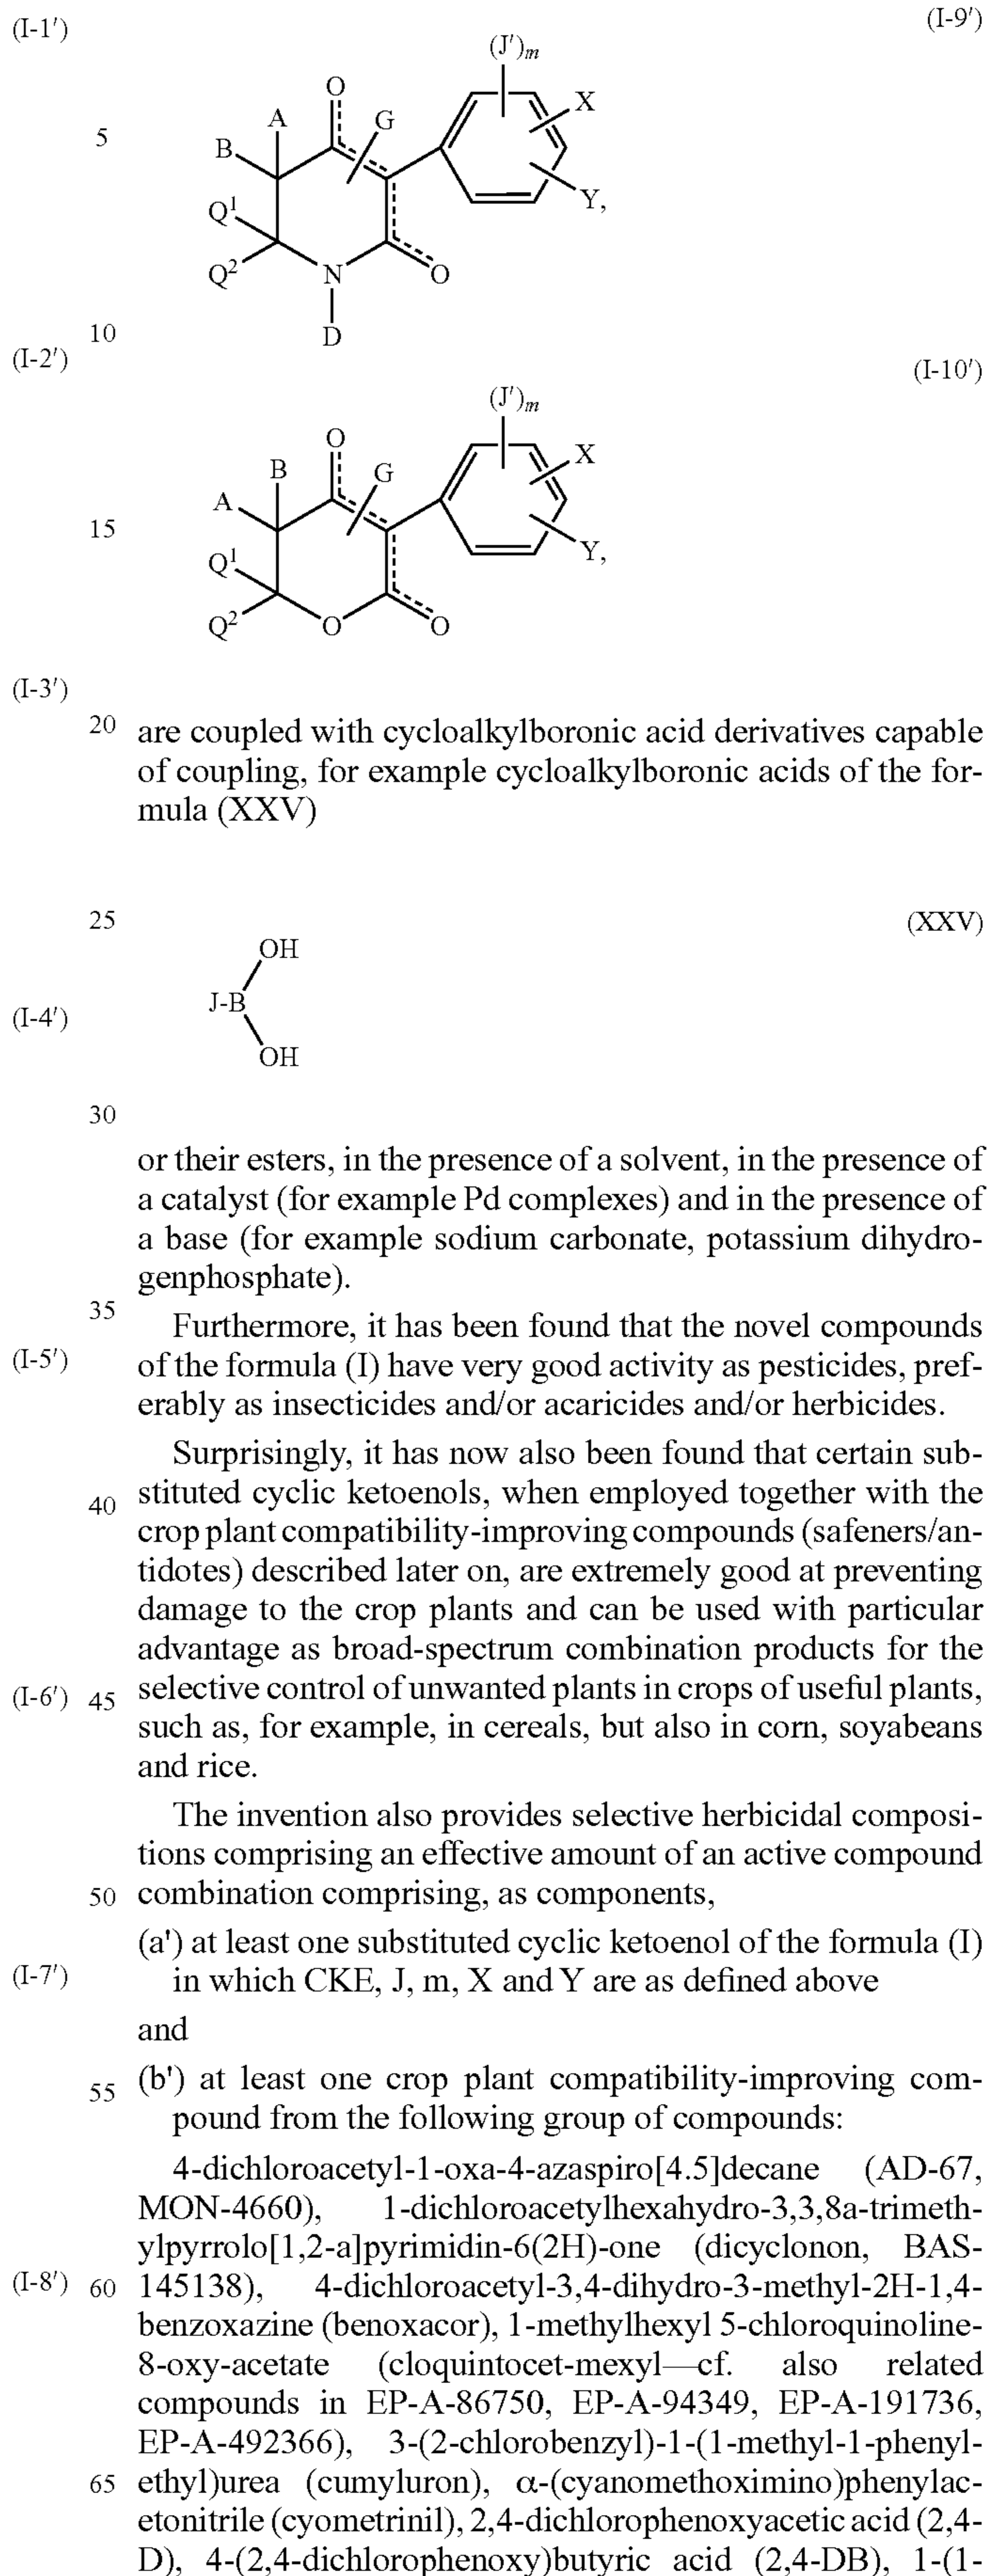 (I-1')
(I-9')
(J')m
O
A
G
X
B
5
Q1
Y,
Q2
N
O
D
10
(I-2')
(I-10')
(J')m
O
B
G
X
A
15
Y,
Q1
Q2
O
O
(I-3')
20 are coupled with cycloalkylboronic acid derivatives capable
of coupling, for example cycloalkylboronic acids of the for-
mula (XXV)
25
(XXV)
OH
J-B
(I-4')
OH
30
or their esters, in the presence of a solvent, in the presence of
a catalyst (for example Pd complexes) and in the presence of
a base (for example sodium carbonate, potassium dihydro-
genphosphate).
35
Furthermore, it has been found that the novel compounds
(I-5') of the formula (I) have very good activity as pesticides, pref-
erably as insecticides and/or acaricides and/or herbicides.
Surprisingly, it has now also been found that certain sub-
40 stituted cyclic ketoenols, when employed together with the
crop plant compatibility-improving compounds (safeners/an-
tidotes) described later on, are extremely good at preventing
damage to the crop plants and can be used with particular
advantage as broad-spectrum combination products for the
(I-6') 45 selective control of unwanted plants in crops of useful plants,
such as, for example, in cereals, but also in corn, soyabeans
and rice.
The invention also provides selective herbicidal composi-
tions comprising an effective amount of an active compound
50 combination comprising, as components,
(a') at least one substituted cyclic ketoenol of the formula (I)
(I-7') in which CKE, J, m, X and Y are as defined above
and
55 (b') at least one crop plant compatibility-improving com-
pound from the following group of compounds:
4-dichloroacetyl-1-oxa-4-azaspiro[4.5]decane (AD-67,
MON-4660), 1-dichloroacetylhexahydro-3,3,8a-trimeth-
ylpyrrolo[1,2-a]pyrimidin-6(2H)-one (dicyclonon, BAS-
(I-8') 60 145138), 4-dichloroacetyl-3,4-dihydro-3-methyl-2H-1,4-
benzoxazine (benoxacor), 1-methylhexyl 5-chloroquinoline-
8-oxy-acetate (cloquintocet-mexyl—cf. also related
compounds in EP-A-86750, EP-A-94349, EP-A-191736,
EP-A-492366), 3-(2-chlorobenzyl)-1-(1-methyl-1-phenyl-
65 ethyl)urea (cumyluron), α-(cyanomethoximino)phenylac-
etonitrile (cyometrinil), 2,4-dichlorophenoxyacetic acid (2,4-
D), 4-(2,4-dichlorophenoxy)butyric acid (2,4-DB), 1-(1-